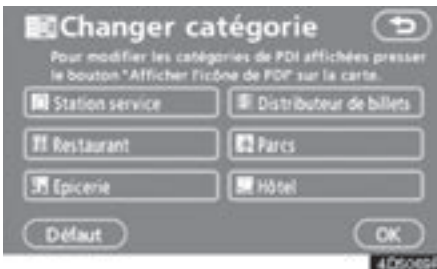 Changer catégorie
Pour modifier les catégories de PDI affichées presser
le bouton "Afficher l'icône de PDI" sur la carte.
Station service
Distributeur de billets
Restaurant
Parcs
Epicerie
Hôtel
Défaut
OK